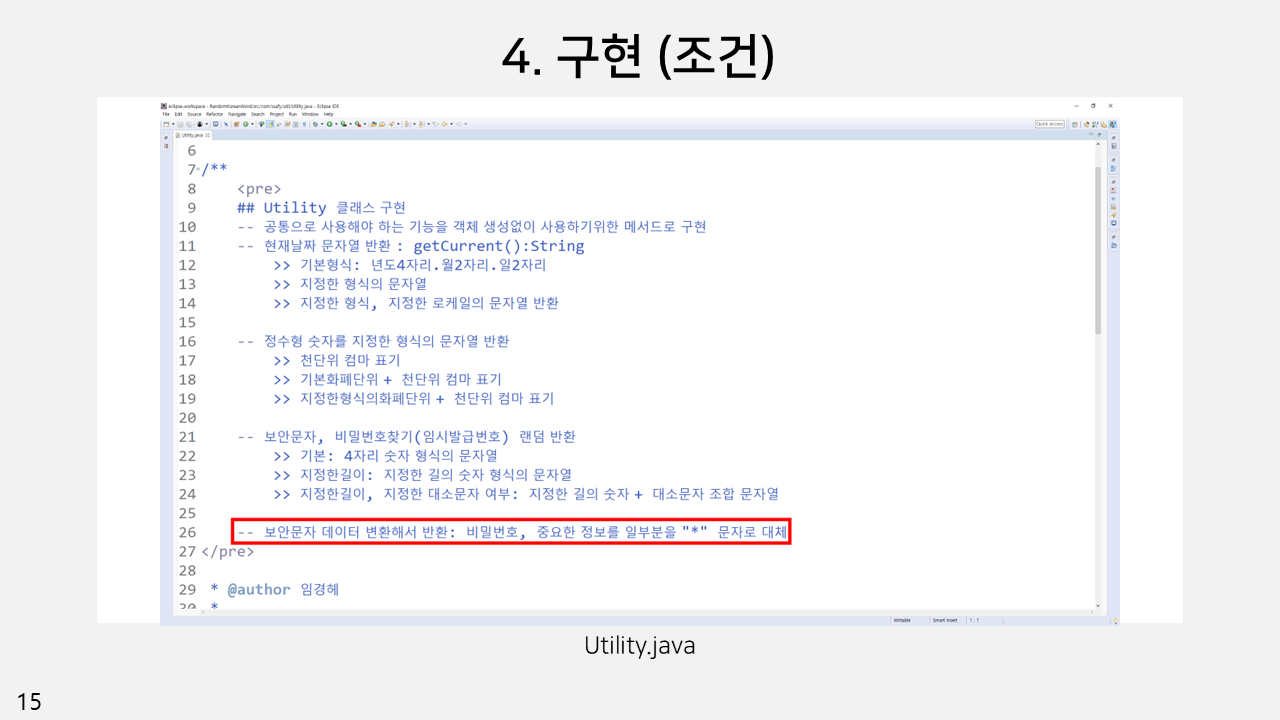 4. 구현 (조건)
eclipse-workspace - RandomStreamWord/src/com/ssafy/util/Utility.java - Eclipse IDE
File Edit Source Refactor Navigate Search Project Run Window Help
Quick Access
Utility.java
6
7 /**
8 <pre>
9 ## Utility 클래스 구현
10 -- 공통으로 사용해야 하는 기능을 객체 생성없이 사용하기위한 메서드로 구현
11 -- 현재날짜 문자열 반환 : getCurrent():String
12 >> 기본형식: 년도4자리.월2자리.일2자리
13 >> 지정한 형식의 문자열
14 >> 지정한 형식, 지정한 로케일의 문자열 반환
15
16 -- 정수형 숫자를 지정한 형식의 문자열 반환
17 >> 천단위 컴마 표기
18 >> 기본화폐단위 + 천단위 컴마 표기
19 >> 지정한형식의화폐단위 + 천단위 컴마 표기
20
21 -- 보안문자, 비밀번호찾기(임시발급번호) 랜덤 반환
22 >> 기본: 4자리 숫자 형식의 문자열
23 >> 지정한길이: 지정한 길의 숫자 형식의 문자열
24 >> 지정한길이, 지정한 대소문자 여부: 지정한 길의 숫자 + 대소문자 조합 문자열
25
26 -- 보안문자 데이터 변환해서 반환: 비밀번호, 중요한 정보를 일부분을 "*" 문자로 대체
27 </pre>
28
29 * @author 임경혜
30 *
Writable Smart Insert 1 : 1
Utility.java
15